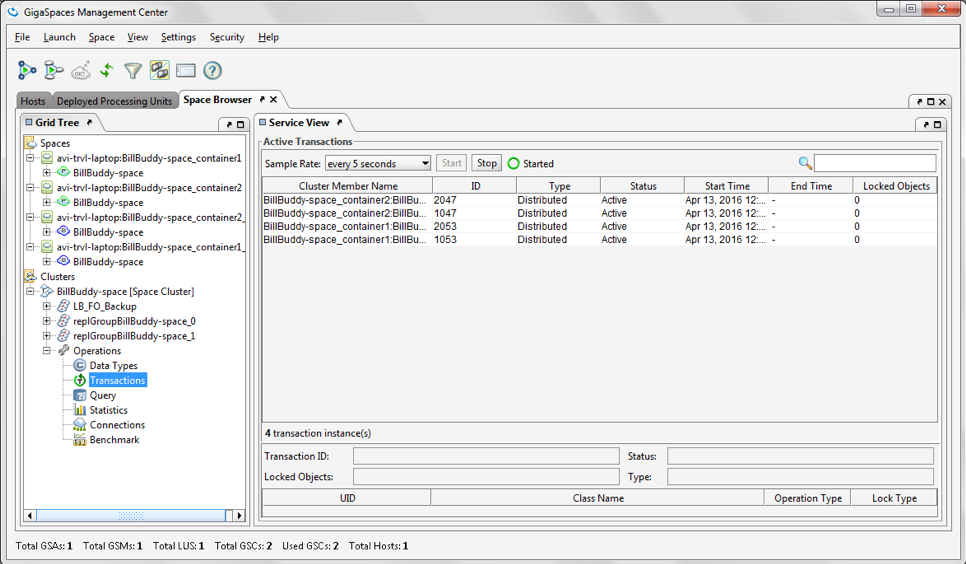 GigaSpaces Management Center
File Launch Space View Settings Security Help
Hosts Deployed Processing Units Space Browser
Grid Tree
Spaces
avi-trvl-laptop:BillBuddy-space_container1
BillBuddy-space
avi-trvl-laptop:BillBuddy-space_container2
BillBuddy-space
avi-trvl-laptop:BillBuddy-space_container2_
BillBuddy-space
avi-trvl-laptop:BillBuddy-space_container1_
BillBuddy-space
Clusters
BillBuddy-space [Space Cluster]
LB_FO_Backup
replGroupBillBuddy-space_0
replGroupBillBuddy-space_1
Operations
Data Types
Transactions
Query
Statistics
Connections
Benchmark
Service View
Active Transactions
Sample Rate: every 5 seconds Start Stop Started
Cluster Member Name ID Type Status Start Time End Time Locked Objects
BillBuddy-space_container2:BillBu... 2047 Distributed Active Apr 13, 2016 12:... - 0
BillBuddy-space_container2:BillBu... 1047 Distributed Active Apr 13, 2016 12:... - 0
BillBuddy-space_container1:BillBu... 2053 Distributed Active Apr 13, 2016 12:... - 0
BillBuddy-space_container1:BillBu... 1053 Distributed Active Apr 13, 2016 12:... - 0
4 transaction instance(s)
Transaction ID: Status:
Locked Objects: Type:
UID Class Name Operation Type Lock Type
Total GSAs: 1 Total GSMs: 1 Total LUS: 1 Total GSCs: 2 Used GSCs: 2 Total Hosts: 1